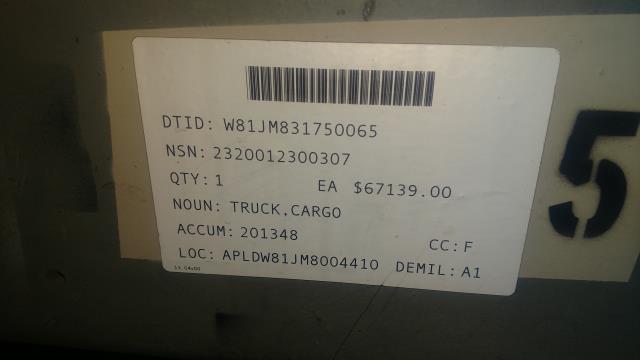 DTID: W81JM831750065
NSN: 2320012300307
QTY: 1 EA $67139.00
NOUN: TRUCK,CARGO
ACCUM: 201348 CC: F
LOC: APLDW81JM8004410 DEMIL: A1
5